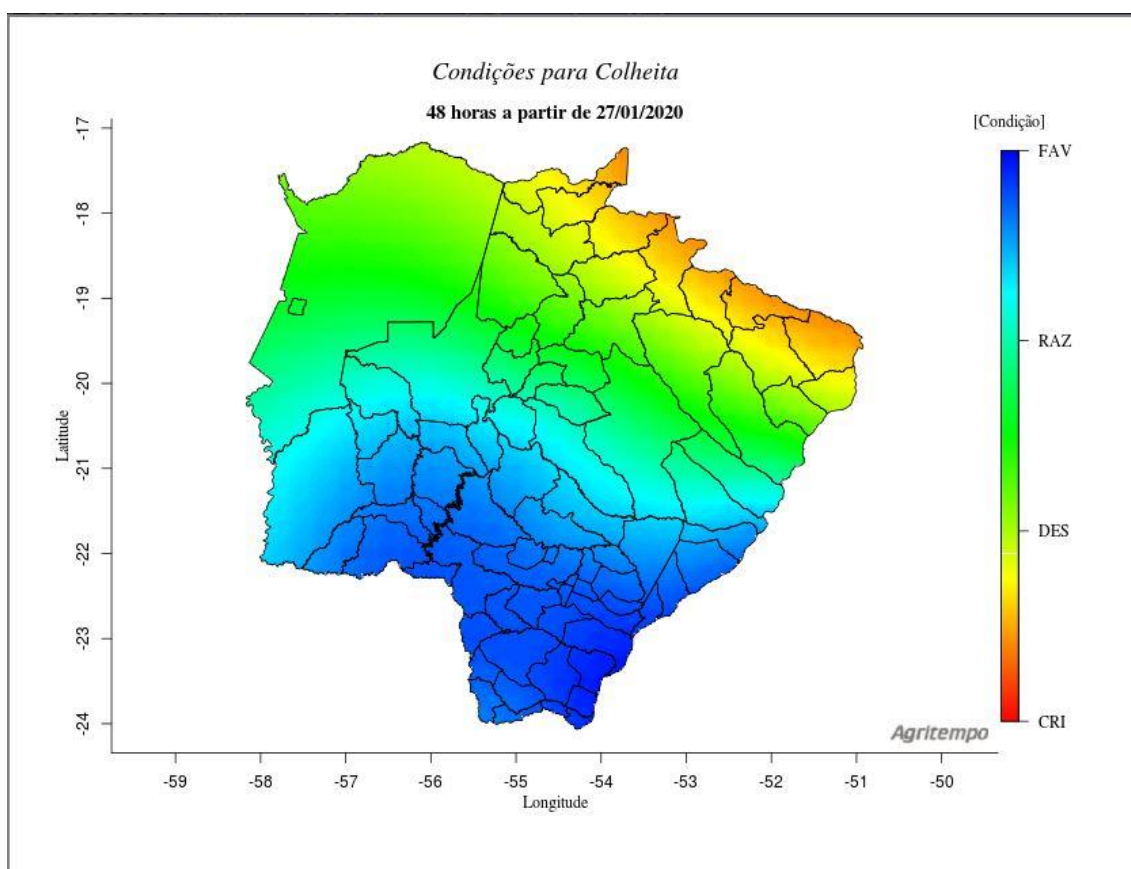 Condições para Colheita
48 horas a partir de 27/01/2020
[Condição]
FAV
RAZ
DES
CRI
-17
-18
-19
-20
-21
-22
-23
-24
Latitude
Agritempo
-59
-58
-57
-56
-55
-54
-53
-52
-51
-50
Longitude